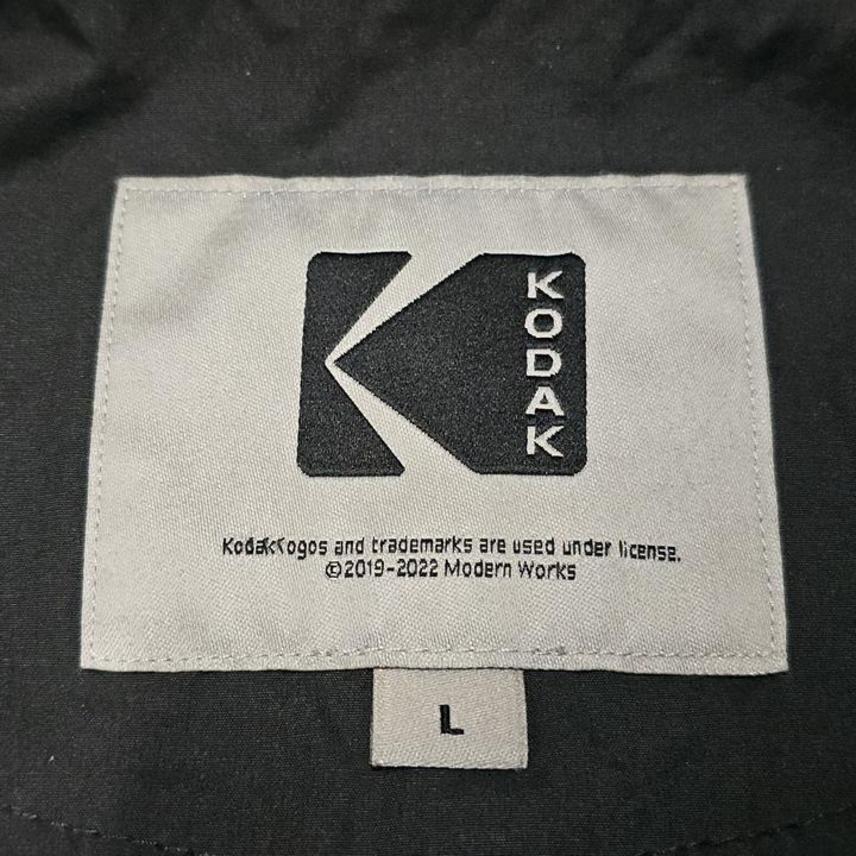 KODAK
Kodak logos and trademarks are used under license.
©2019-2022 Modern Works
L